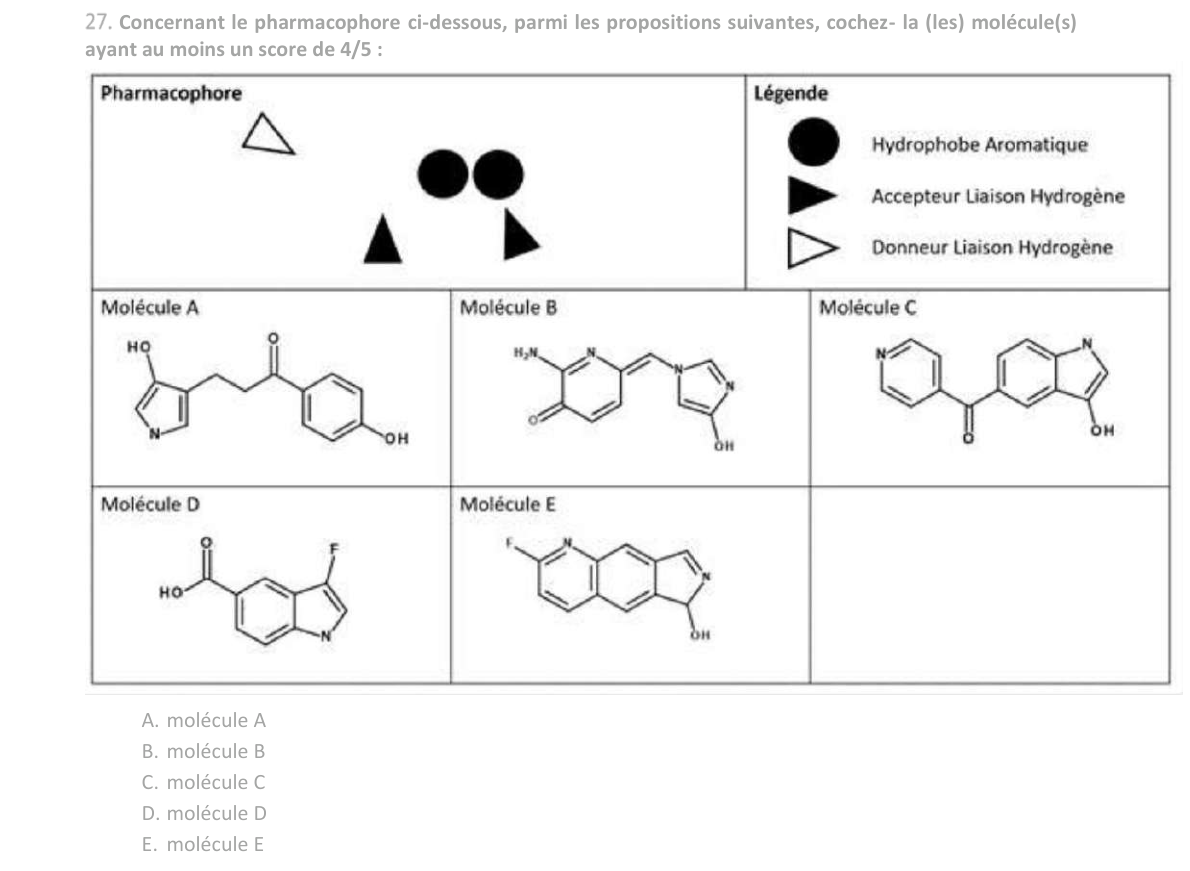 27. Concernant le pharmacophore ci-dessous, parmi les propositions suivantes, cochez- la (les) molécule(s)
ayant au moins un score de 4/5 :
Pharmacophore
Légende
Hydrophobe Aromatique
Accepteur Liaison Hydrogène
Donneur Liaison Hydrogène
Molécule A
HO
O
N
OH
Molécule B
H₂N
N
N
N
O
OH
Molécule C
N
N
O
OH
Molécule D
O
F
HO
N
Molécule E
F
N
N
OH
A. molécule A
B. molécule B
C. molécule C
D. molécule D
E. molécule E